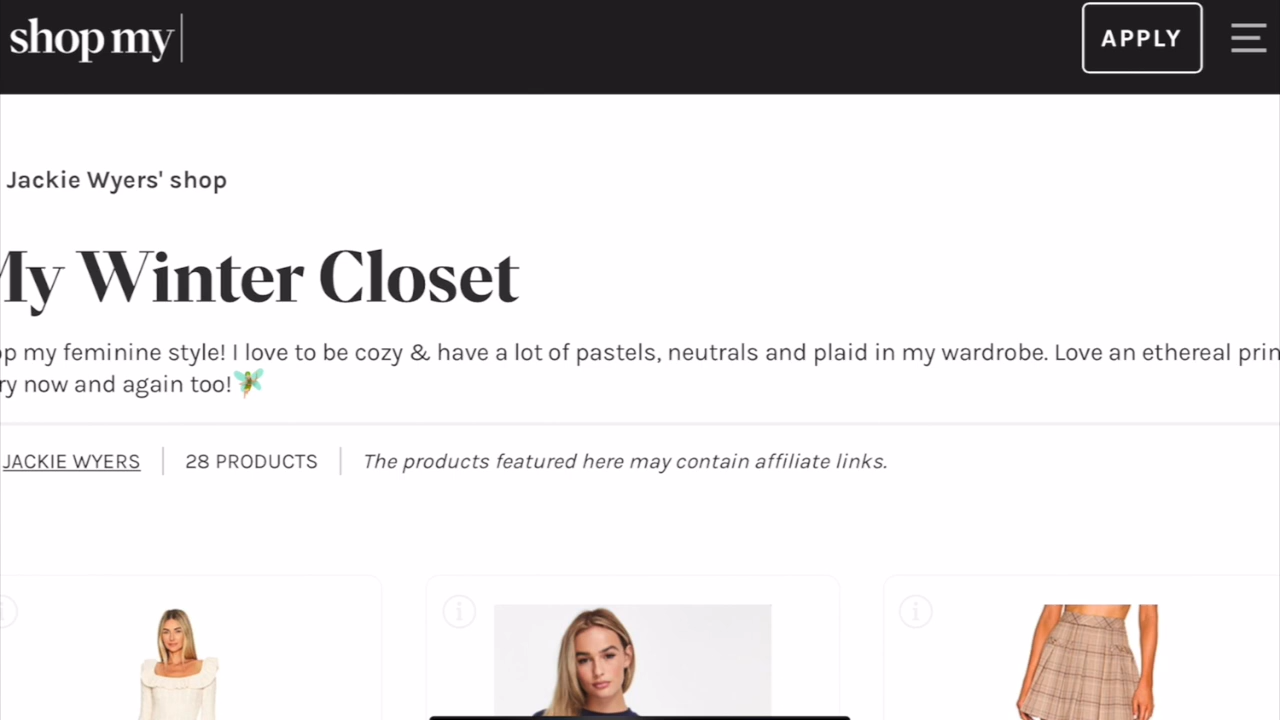 shop my
APPLY
Jackie Wyers' shop
My Winter Closet
my feminine style! I love to be cozy & have a lot of pastels, neutrals and plaid in my wardrobe. Love an ethereal
now and again too!
JACKIE WYERS
28 PRODUCTS
The products featured here may contain affiliate links.